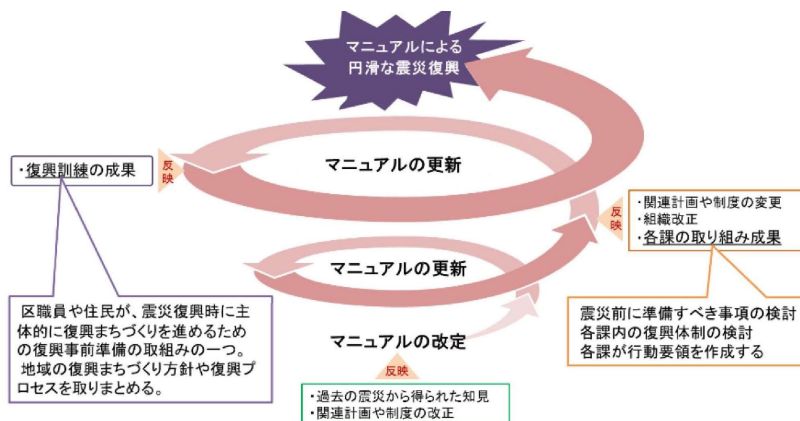 マニュアルによる
円滑な震災復興
マニュアルの更新
・復興訓練の成果
反映
反映
・関連計画や制度の変更
・組織改正
・各課の取り組み成果
マニュアルの更新
区職員や住民が、震災復興時に主
体的に復興まちづくりを進めるため
の復興事前準備の取組みの一つ。
地域の復興まちづくり方針や復興プ
ロセスを取りまとめる。
震災前に準備すべき事項の検討
各課内の復興体制の検討
各課が行動要領を作成する
マニュアルの改定
反映
・過去の震災から得られた知見
・関連計画や制度の改正